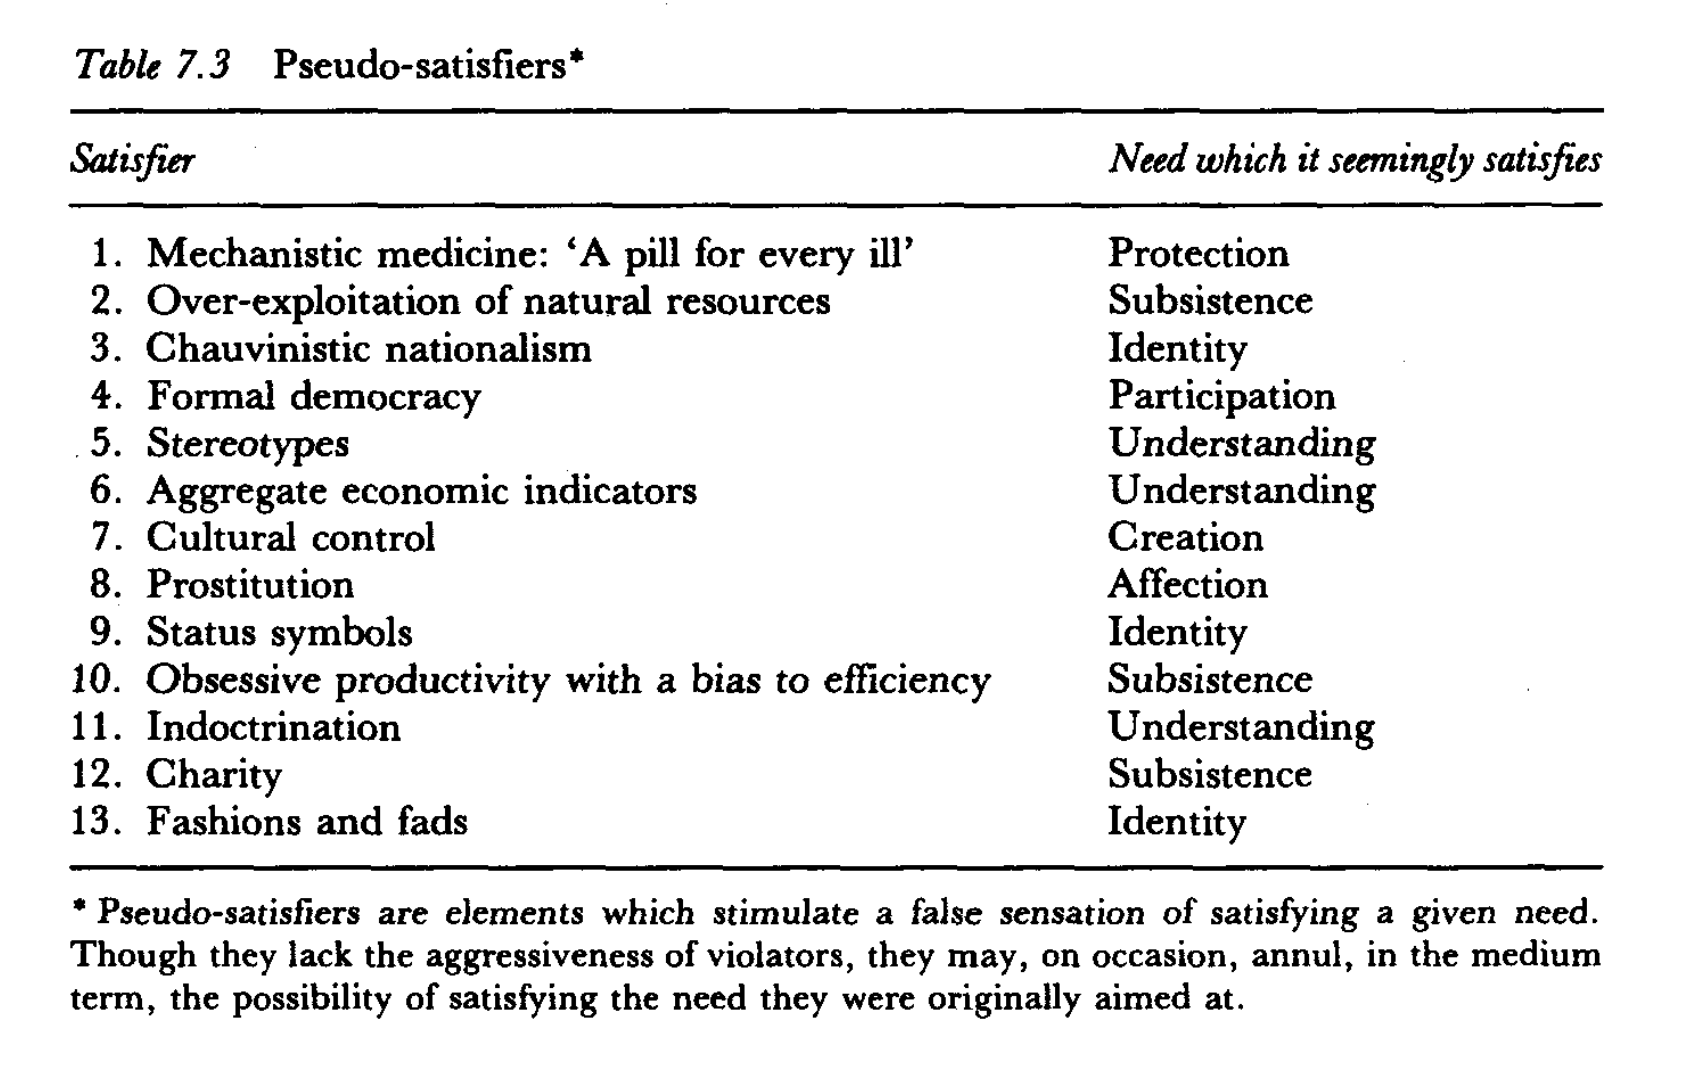 Table 7.3 Pseudo-satisfiers*
Satisfier Need which it seemingly satisfies
1. Mechanistic medicine: ‘A pill for every ill’ Protection
2. Over-exploitation of natural resources Subsistence
3. Chauvinistic nationalism Identity
4. Formal democracy Participation
5. Stereotypes Understanding
6. Aggregate economic indicators Understanding
7. Cultural control Creation
8. Prostitution Affection
9. Status symbols Identity
10. Obsessive productivity with a bias to efficiency Subsistence
11. Indoctrination Understanding
12. Charity Subsistence
13. Fashions and fads Identity
* Pseudo-satisfiers are elements which stimulate a false sensation of satisfying a given need.
Though they lack the aggressiveness of violators, they may, on occasion, annul, in the medium
term, the possibility of satisfying the need they were originally aimed at.